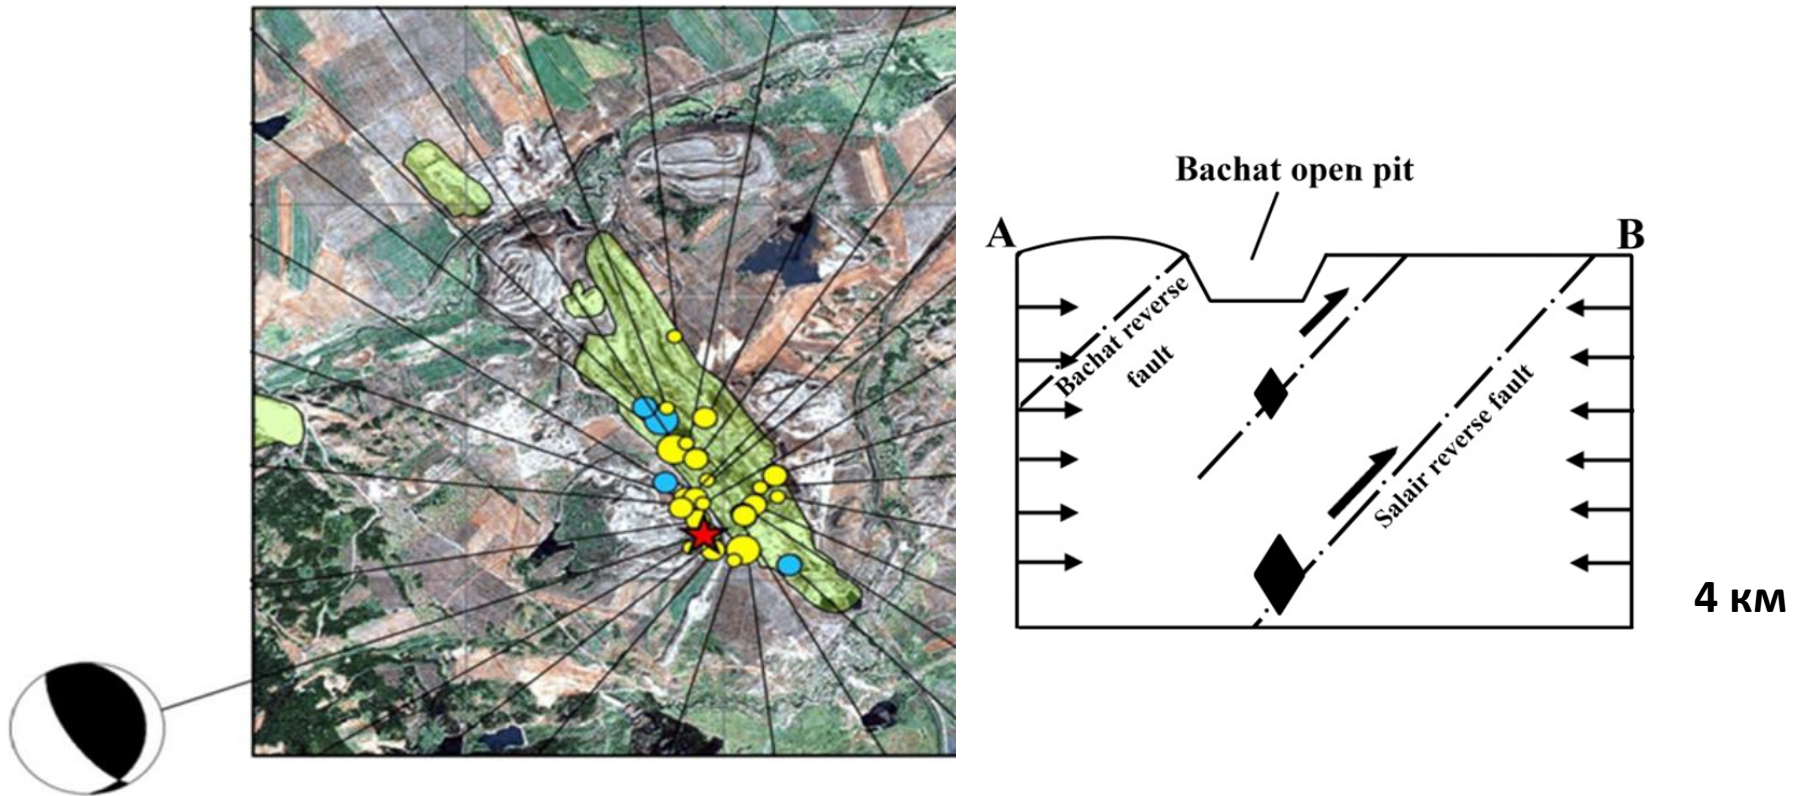 Bachat open pit
A
B
Bachat reverse
fault
Salair reverse fault
4 км